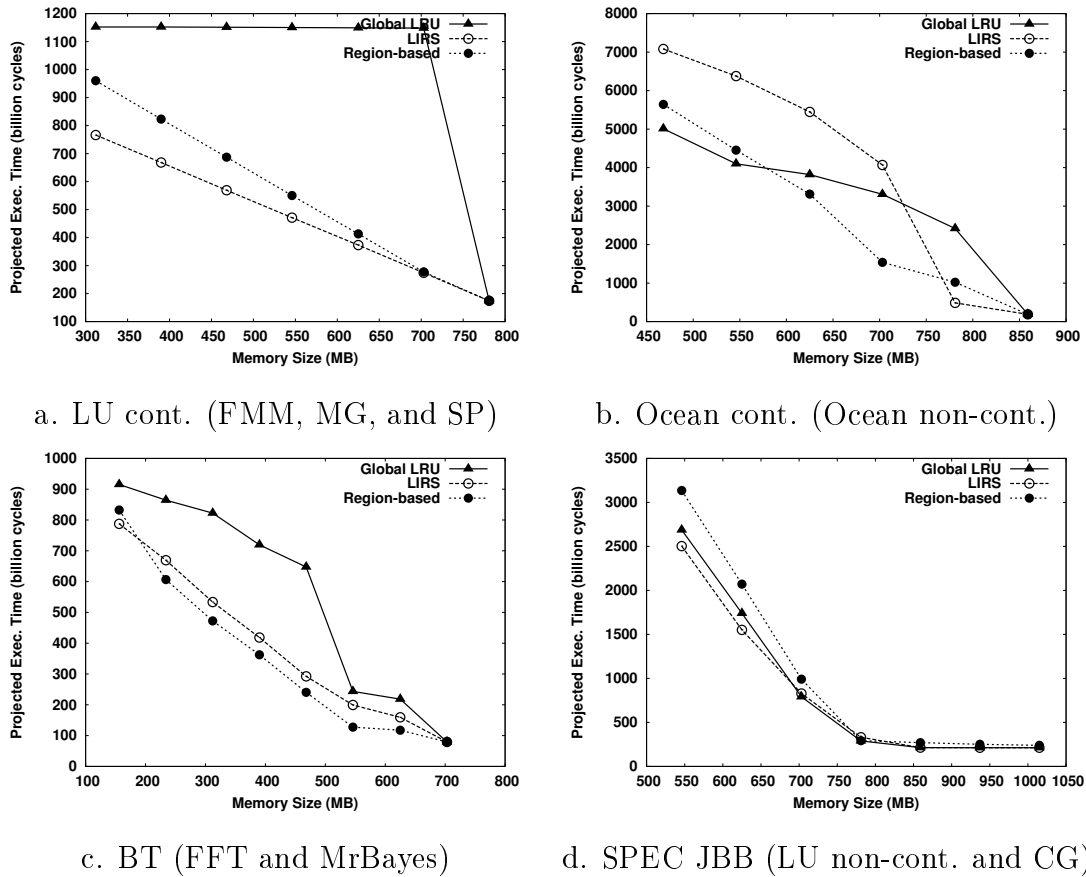 1200
1100
1000
900
800
700
600
500
400
300
200
100
300 350 400 450 500 550 600 650 700 750 800
Projected Exec. Time (billion cycles)
Memory Size (MB)
Global LRU
LIRS
Region-based
a. LU cont. (FMM, MG, and SP)
8000
7000
6000
5000
4000
3000
2000
1000
0
450 500 550 600 650 700 750 800 850 900
Projected Exec. Time (billion cycles)
Memory Size (MB)
Global LRU
LIRS
Region-based
b. Ocean cont. (Ocean non-cont.)
1000
900
800
700
600
500
400
300
200
100
0
100 200 300 400 500 600 700 800
Projected Exec. Time (billion cycles)
Memory Size (MB)
Global LRU
LIRS
Region-based
c. BT (FFT and MrBayes)
3500
3000
2500
2000
1500
1000
500
0
500 550 600 650 700 750 800 850 900 950 1000 1050
Projected Exec. Time (billion cycles)
Memory Size (MB)
Global LRU
LIRS
Region-based
d. SPEC JBB (LU non-cont. and CG)